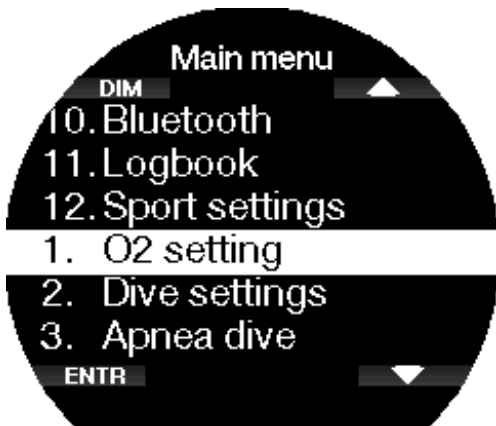 Main menu
DIM
10. Bluetooth
11. Logbook
12. Sport settings
1. O2 setting
2. Dive settings
3. Apnea dive
ENTR